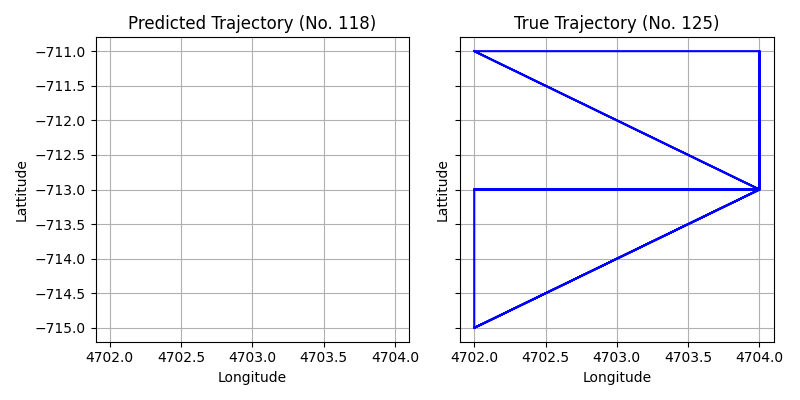 Predicted Trajectory (No. 118)
True Trajectory (No. 125)
−711.0
−711.5
−712.0
−712.5
−713.0
−713.5
−714.0
−714.5
−715.0
Lattitude
Lattitude
4702.0 4702.5 4703.0 4703.5 4704.0
4702.0 4702.5 4703.0 4703.5 4704.0
Longitude
Longitude